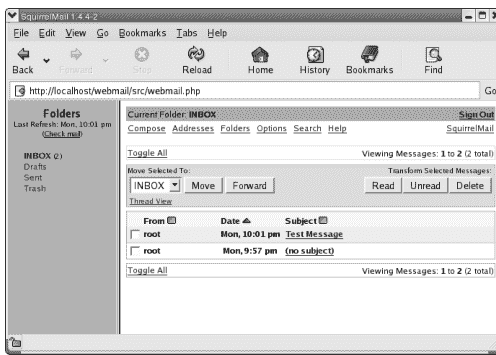 SquirrelMail 1.4.4-2
File Edit View Go Bookmarks Tabs Help
Back Forward Stop Reload Home History Bookmarks Find
http://localhost/webmail/src/webmail.php Go
Folders
Last Refresh: Mon, 10:01 pm
(Check mail)
INBOX (2)
Drafts
Sent
Trash
Current Folder: INBOX Sign Out
Compose Addresses Folders Options Search Help SquirrelMail
Toggle All Viewing Messages: 1 to 2 (2 total)
Move Selected To: Transform Selected Messages:
INBOX Move Forward Read Unread Delete
Thread View
From Date Subject
root Mon, 10:01 pm Test Message
root Mon, 9:57 pm (no subject)
Toggle All Viewing Messages: 1 to 2 (2 total)